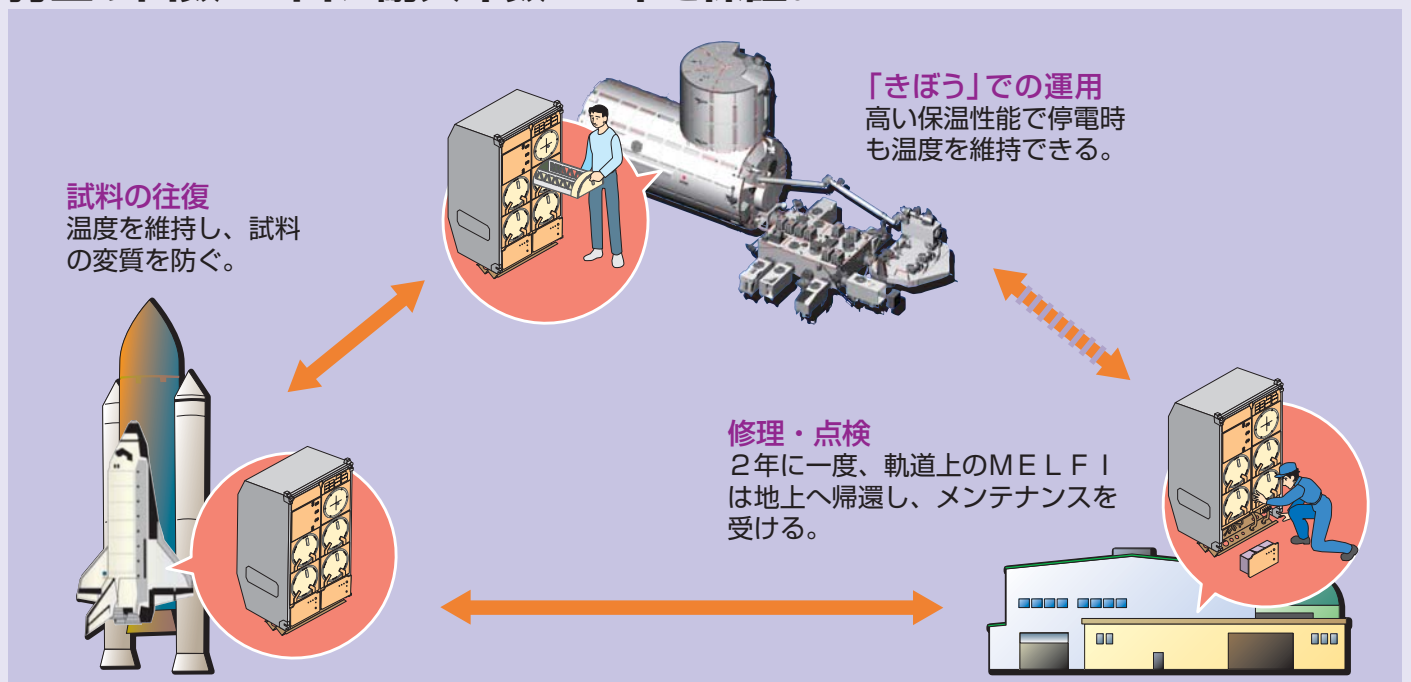 「きぼう」での運用
高い保温性能で停電時
も温度を維持できる。
試料の往復
温度を維持し、試料
の変質を防ぐ。
修理・点検
２年に一度、軌道上のＭＥＬＦＩ
は地上へ帰還し、メンテナンスを
受ける。